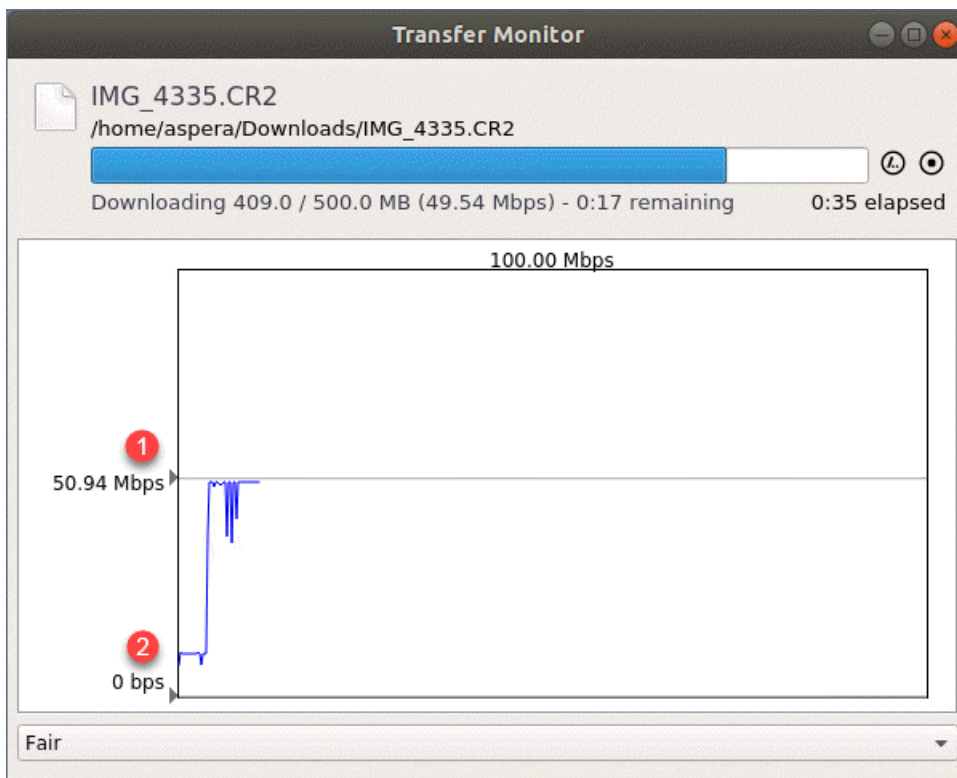 Transfer Monitor
IMG_4335.CR2
/home/aspera/Downloads/IMG_4335.CR2
Downloading 409.0 / 500.0 MB (49.54 Mbps) - 0:17 remaining 0:35 elapsed
100.00 Mbps
1
50.94 Mbps
2
0 bps
Fair